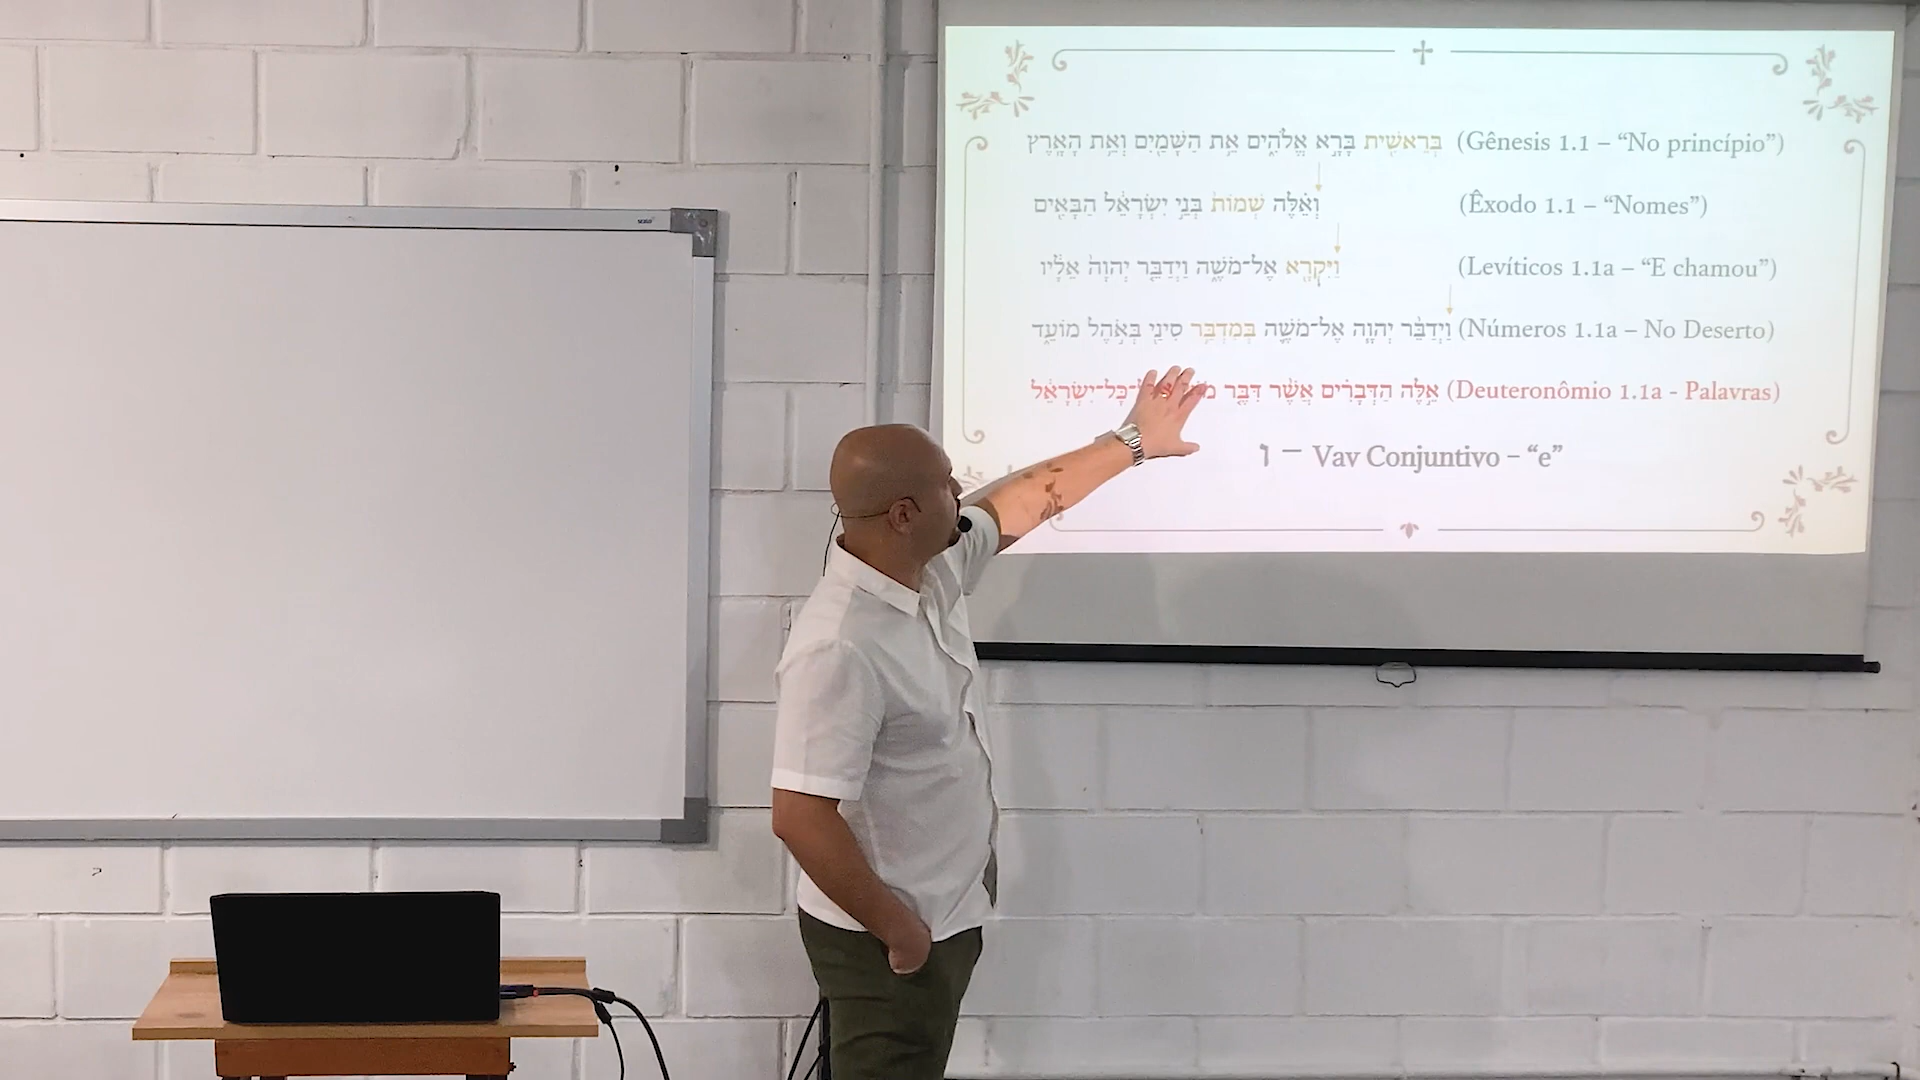 בְּרֵאשִׁ֖ית בָּרָ֣א אֱלֹהִ֑ים אֵ֥ת הַשָּׁמַ֖יִם וְאֵ֥ת הָאָֽרֶץ (Gênesis 1.1 – “No princípio”)
וְאֵ֗לֶּה שְׁמוֹת֙ בְּנֵ֣י יִשְׂרָאֵ֔ל הַבָּאִ֖ים (Êxodo 1.1 – “Nomes”)
וַיִּקְרָ֖א אֶל־מֹשֶׁ֑ה וַיְדַבֵּ֤ר יְהוָה֙ אֵלָ֔יו (Levíticos 1.1a – “E chamou”)
וַיְדַבֵּ֨ר יְהוָ֧ה אֶל־מֹשֶׁ֛ה בְּמִדְבַּ֥ר סִינַ֖י בְּאֹ֣הֶל מוֹעֵ֑ד (Números 1.1a – No Deserto)
אֵ֣לֶּה הַדְּבָרִ֗ים אֲשֶׁ֨ר דִּבֶּ֤ר כָּל־יִשְׂרָאֵ֔ל (Deuteronômio 1.1a - Palavras)
ו – Vav Conjuntivo – “e”